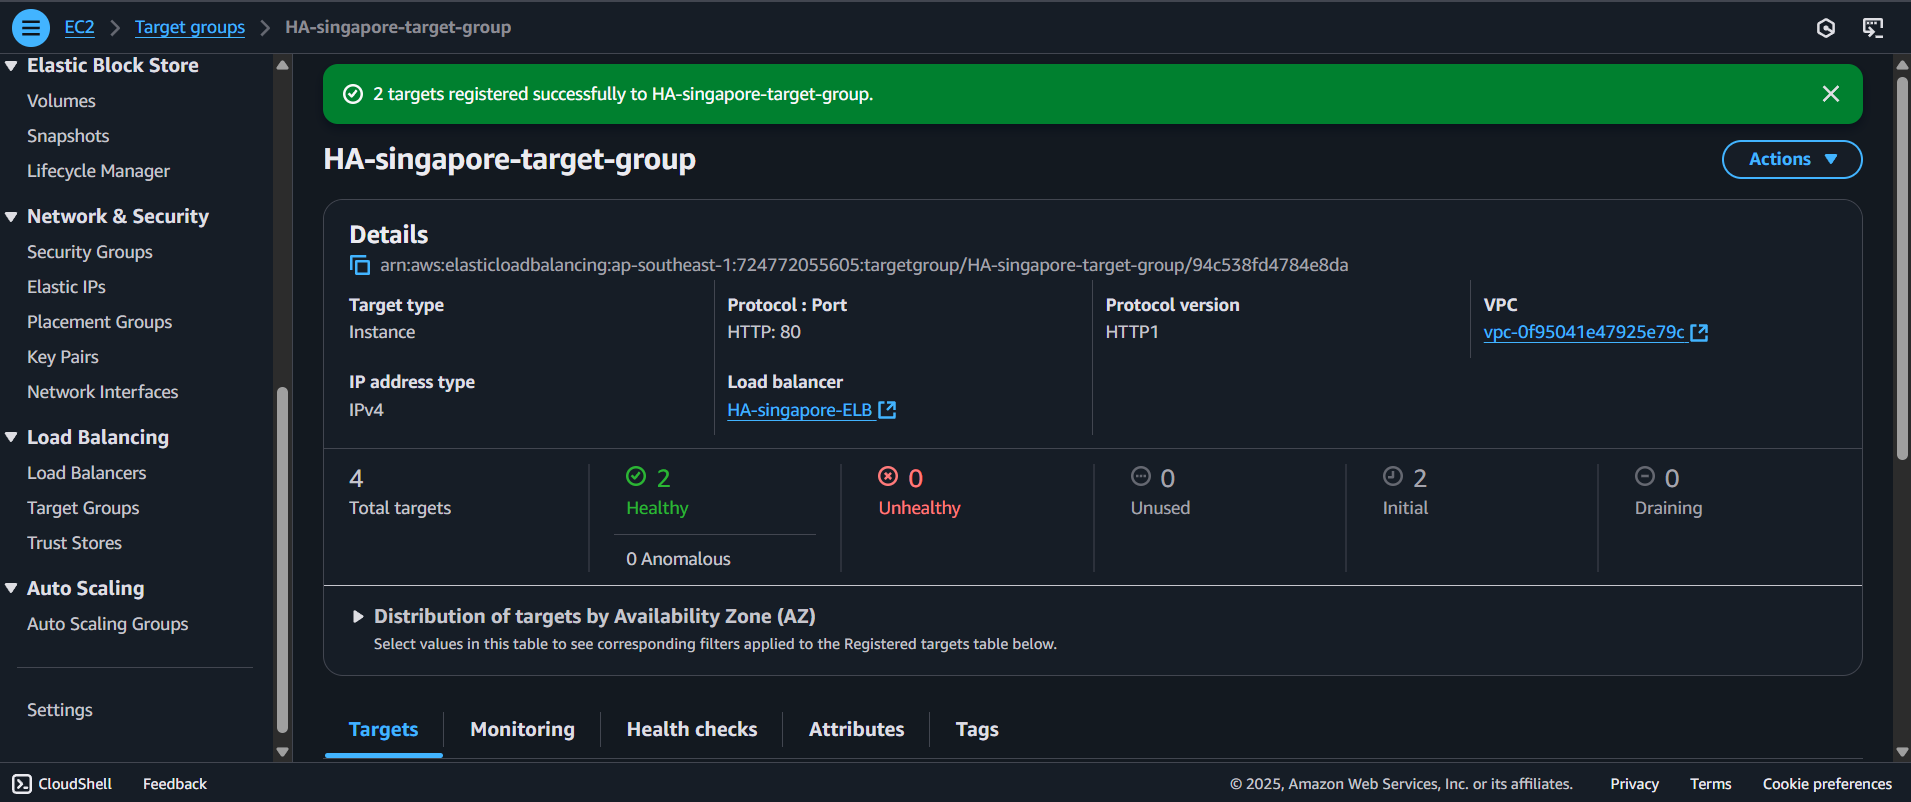 EC2 > Target groups > HA-singapore-target-group
Elastic Block Store
Volumes
Snapshots
Lifecycle Manager
Network & Security
Security Groups
Elastic IPs
Placement Groups
Key Pairs
Network Interfaces
Load Balancing
Load Balancers
Target Groups
Trust Stores
Auto Scaling
Auto Scaling Groups
Settings
2 targets registered successfully to HA-singapore-target-group.
HA-singapore-target-group
Actions
Details
arn:aws:elasticloadbalancing:ap-southeast-1:724772055605:targetgroup/HA-singapore-target-group/94c538fd4784e8da
Target type
Instance
Protocol : Port
HTTP: 80
Protocol version
HTTP1
VPC
vpc-0f95041e47925e79c
IP address type
IPv4
Load balancer
HA-singapore-ELB
4
Total targets
2
Healthy
0 Anomalous
0
Unhealthy
0
Unused
2
Initial
0
Draining
Distribution of targets by Availability Zone (AZ)
Select values in this table to see corresponding filters applied to the Registered targets table below.
Targets
Monitoring
Health checks
Attributes
Tags
CloudShell
Feedback
© 2025, Amazon Web Services, Inc. or its affiliates.
Privacy
Terms
Cookie preferences